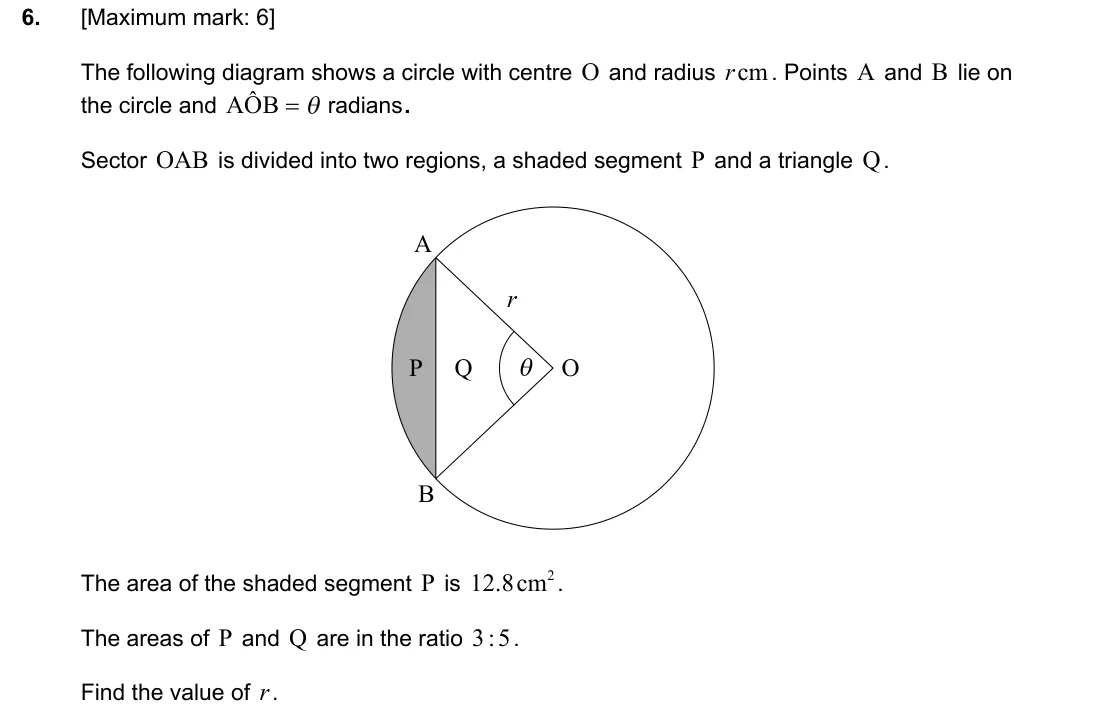 6. [Maximum mark: 6]
The following diagram shows a circle with centre O and radius r cm. Points A and B lie on
the circle and AÔB = θ radians.
Sector OAB is divided into two regions, a shaded segment P and a triangle Q.
A
r
P Q θ O
B
The area of the shaded segment P is 12.8 cm².
The areas of P and Q are in the ratio 3:5.
Find the value of r.